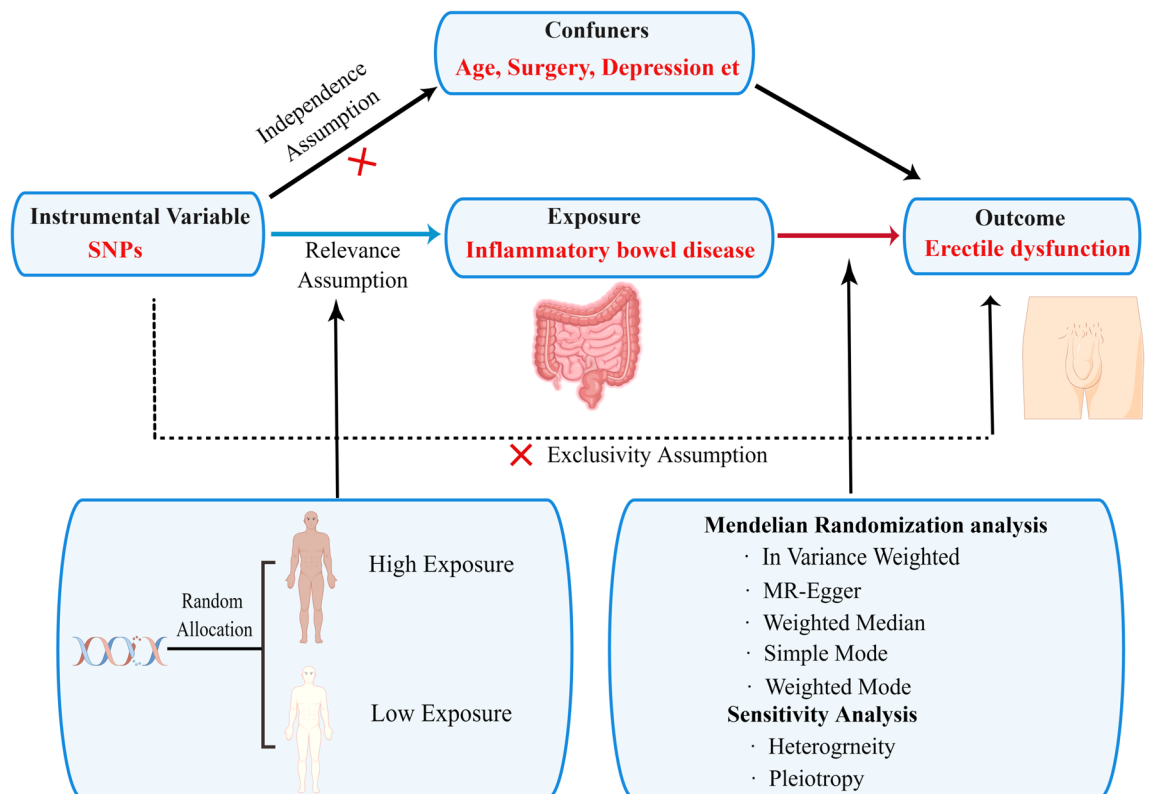 Confuners
Age, Surgery, Depression et
Independence
Assumption
Instrumental Variable
SNPs
Relevance
Assumption
Exposure
Inflammatory bowel disease
Outcome
Erectile dysfunction
Exclusivity Assumption
Random
Allocation
High Exposure
Low Exposure
Mendelian Randomization analysis
· In Variance Weighted
· MR-Egger
· Weighted Median
· Simple Mode
· Weighted Mode
Sensitivity Analysis
· Heterogrneity
· Pleiotropy